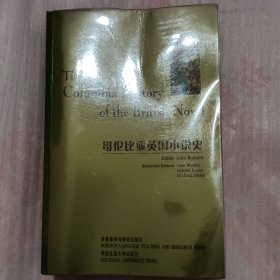 The
Columbia History
of the British Novel
哥伦比亚英国小说史
Editor John Richetti
Associate Editors John Bender
Deirdre David
Michael Seidel
外语教学与研究出版社
FOREIGN LANGUAGE TEACHING AND RESEARCH PRESS
哥伦比亚大学出版社
COLUMBIA UNIVERSITY PRESS